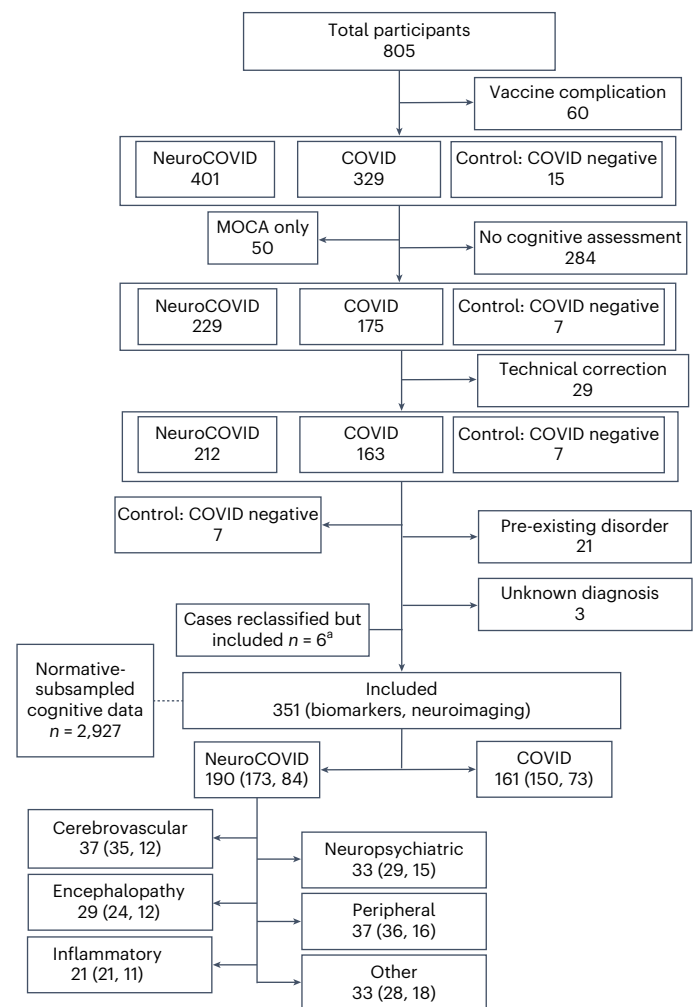 Total participants
805
Vaccine complication
60
NeuroCOVID
401
COVID
329
Control: COVID negative
15
MOCA only
50
No cognitive assessment
284
NeuroCOVID
229
COVID
175
Control: COVID negative
7
Technical correction
29
NeuroCOVID
212
COVID
163
Control: COVID negative
7
Control: COVID negative
7
Pre-existing disorder
21
Unknown diagnosis
3
Cases reclassified but
included n = 6ᵃ
Normative-
subsampled
cognitive data
n = 2,927
Included
351 (biomarkers, neuroimaging)
NeuroCOVID
190 (173, 84)
COVID
161 (150, 73)
Cerebrovascular
37 (35, 12)
Neuropsychiatric
33 (29, 15)
Encephalopathy
29 (24, 12)
Peripheral
37 (36, 16)
Inflammatory
21 (21, 11)
Other
33 (28, 18)